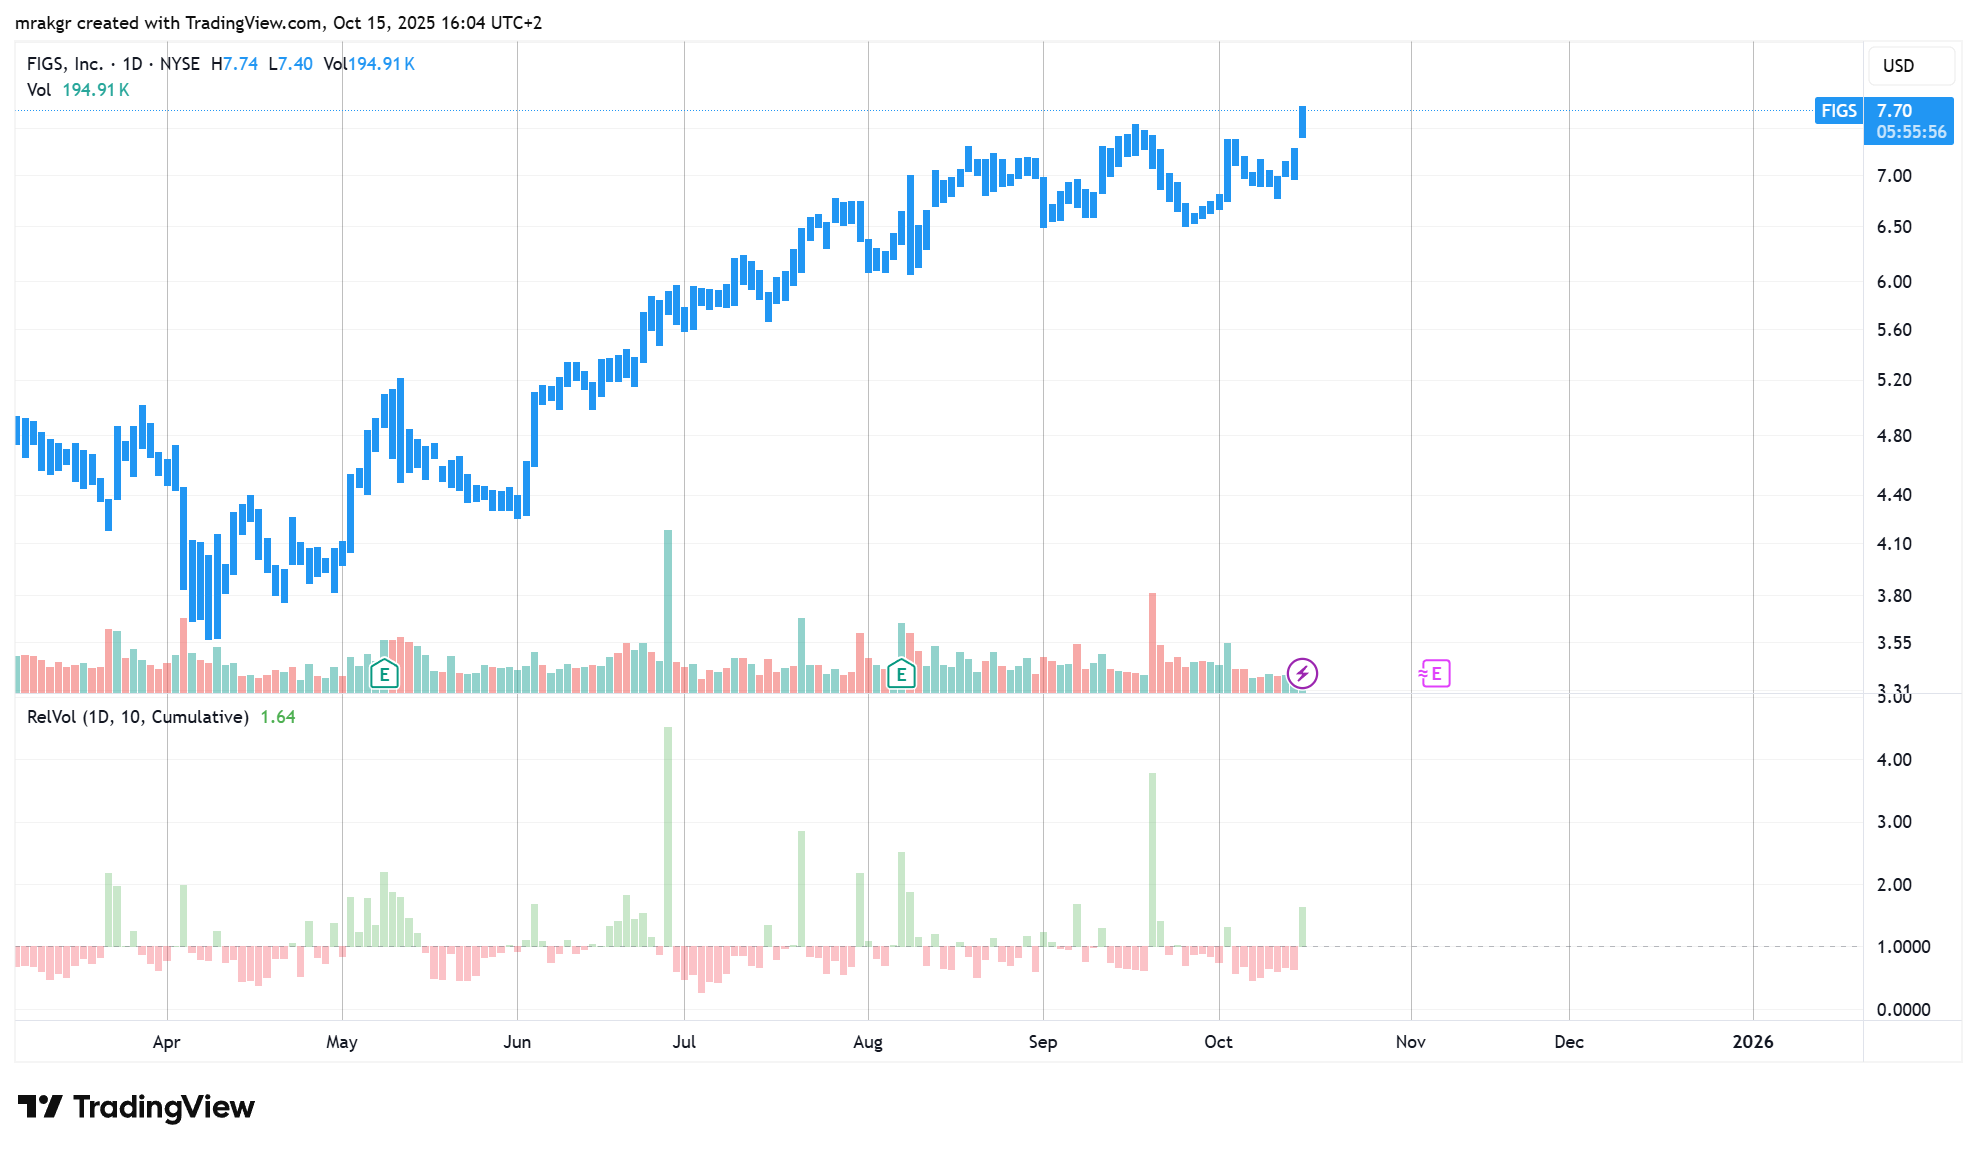 mrakgr created with TradingView.com, Oct 15, 2025 16:04 UTC+2
FIGS, Inc. · 1D · NYSE H7.74 L7.40 Vol194.91 K
Vol 194.91 K
USD
FIGS 7.70
05:55:56
7.00
6.50
6.00
5.60
5.20
4.80
4.40
4.10
3.80
3.55
E
E
≈E
3.31
5.00
RelVol (1D, 10, Cumulative) 1.64
4.00
3.00
2.00
1.0000
0.0000
Apr May Jun Jul Aug Sep Oct Nov Dec 2026
TradingView